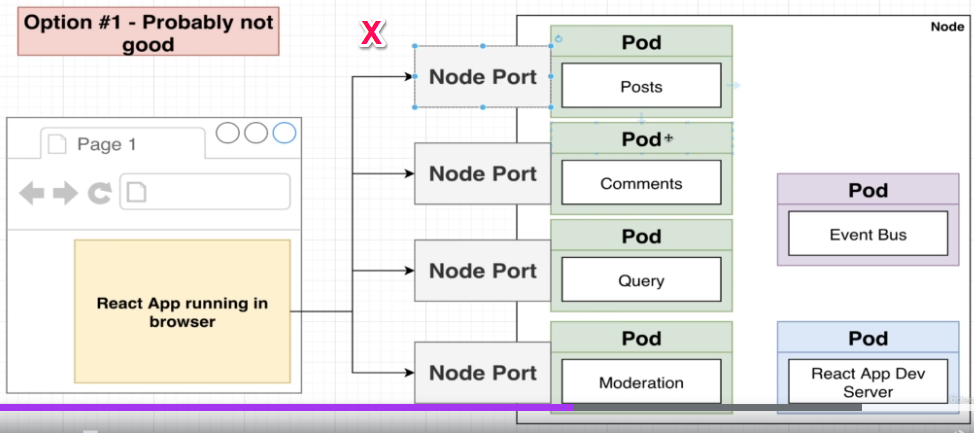 Option #1 - Probably not
good
X
Node
Page 1
React App running in
browser
Node Port
Pod
Posts
Node Port
Pod
Comments
Node Port
Pod
Query
Node Port
Pod
Moderation
Pod
Event Bus
Pod
React App Dev
Server